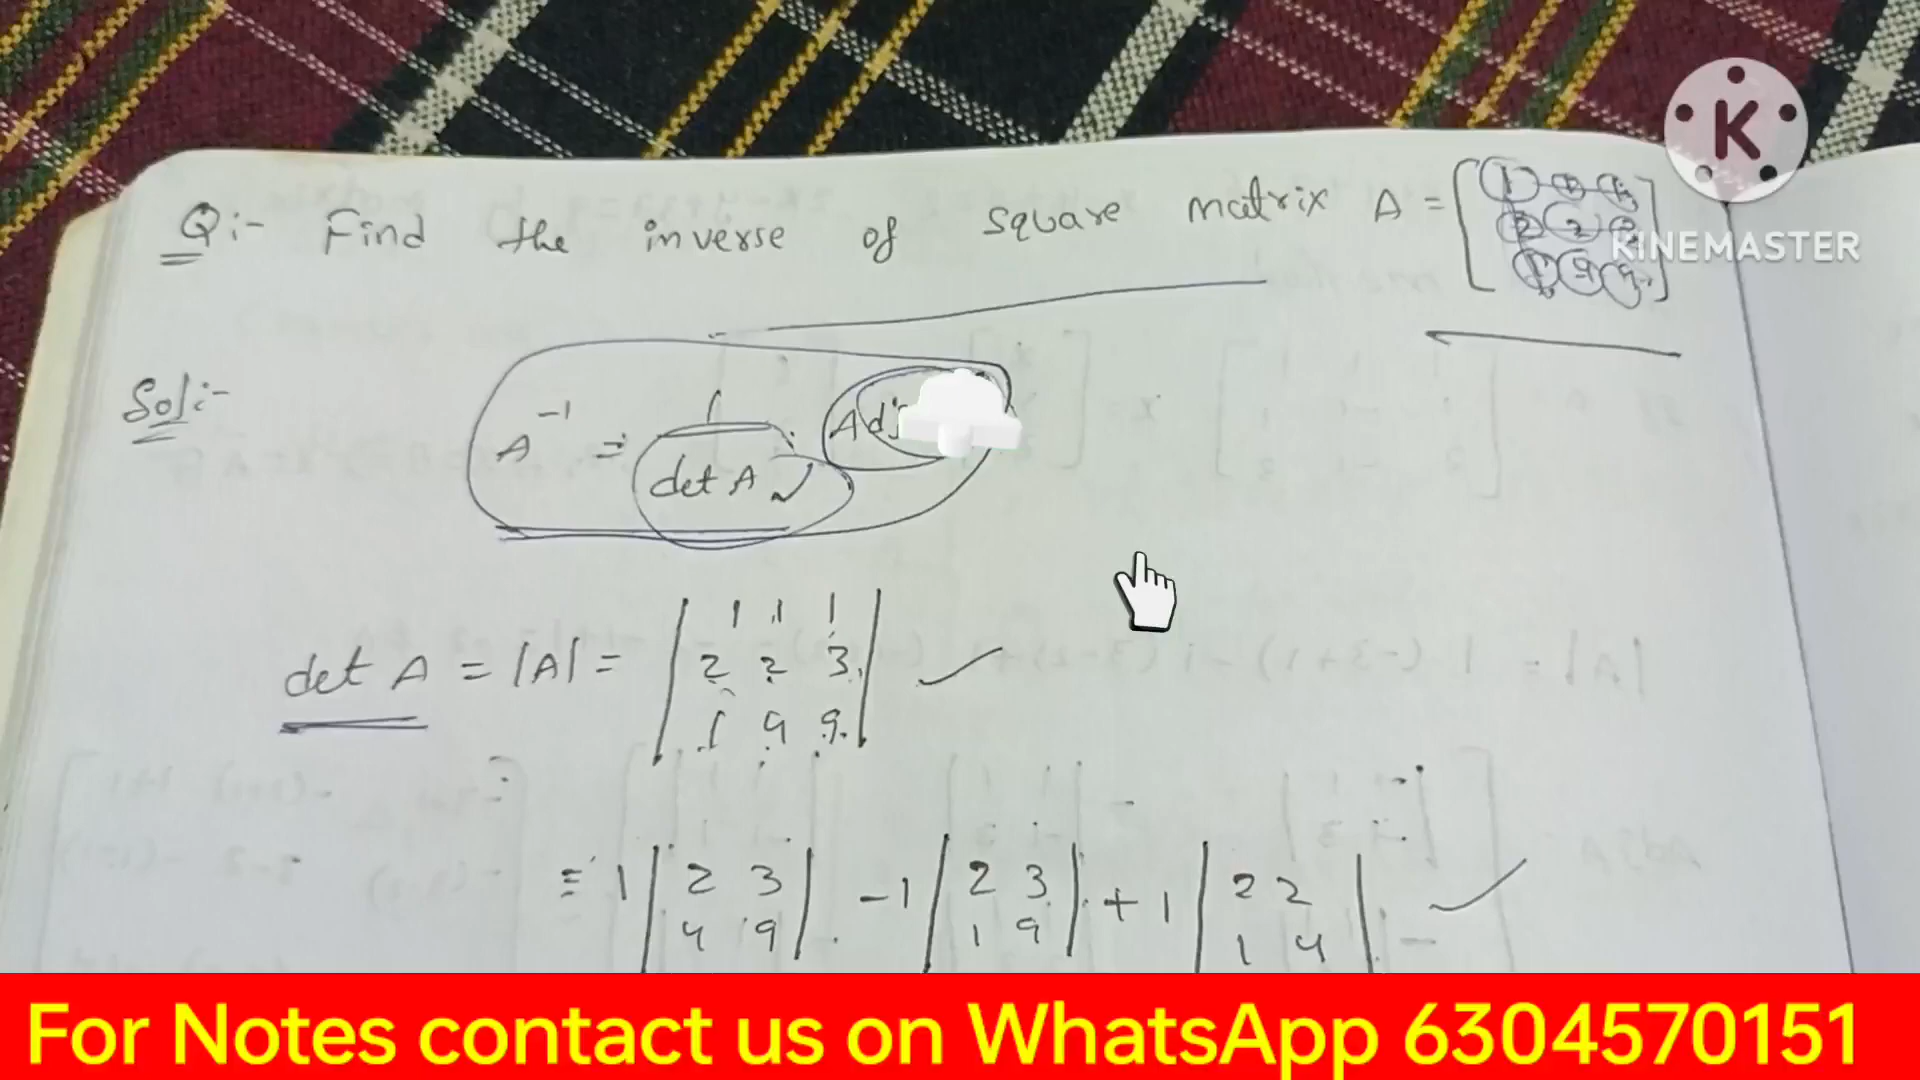 Q:- Find the inverse of square matrix A =
KINEMASTER
Sol:-
A⁻¹ = 1
det A
Adj
det A = |A| = | 1 1 1 |
| 2 2 3 |
| 1 4 9 |
= 1 | 2 3 | - 1 | 2 3 | + 1 | 2 2 |
| 4 9 | | 1 9 | | 1 4 |
For Notes contact us on WhatsApp 6304570151